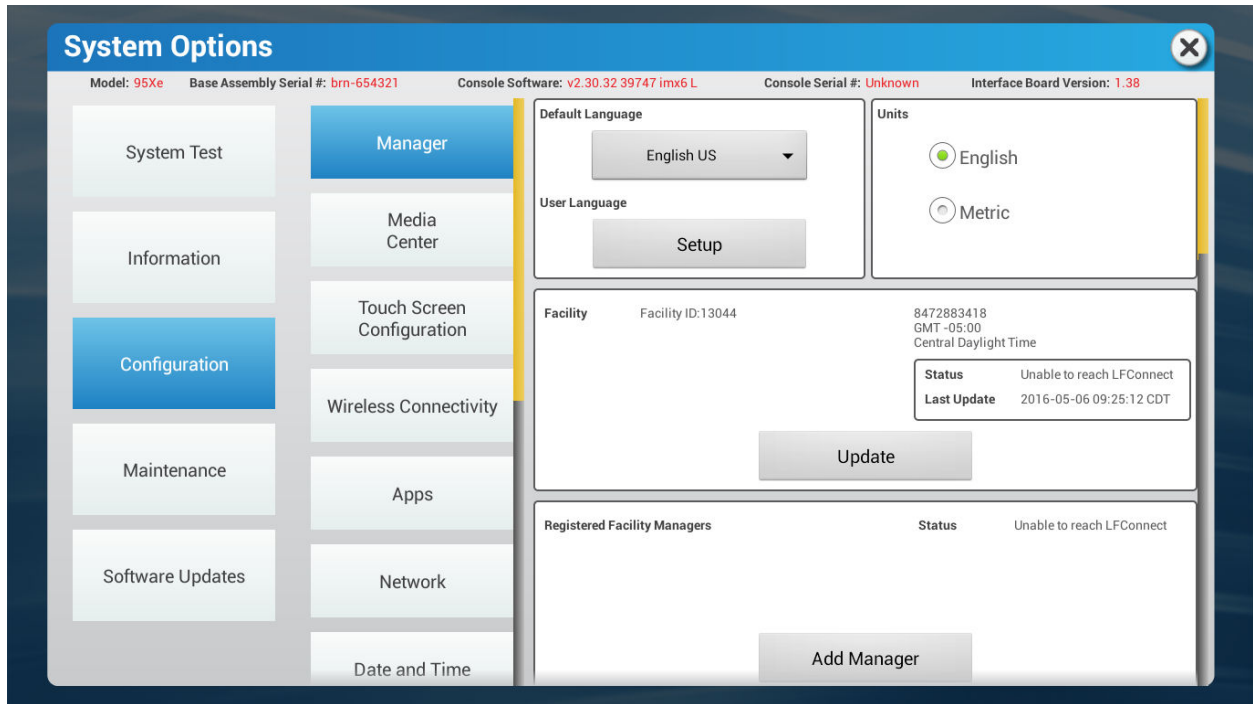 System Options
Model: 95Xe Base Assembly Serial #: brn-654321 Console Software: v2.30.32 39747 imx6 L Console Serial #: Unknown Interface Board Version: 1.38
System Test
Information
Configuration
Maintenance
Software Updates
Manager
Media
Center
Touch Screen
Configuration
Wireless Connectivity
Apps
Network
Date and Time
Default Language
English US
User Language
Setup
Units
English
Metric
Facility Facility ID:13044
8472883418
GMT -05:00
Central Daylight Time
Status Unable to reach LFConnect
Last Update 2016-05-06 09:25:12 CDT
Update
Registered Facility Managers Status Unable to reach LFConnect
Add Manager